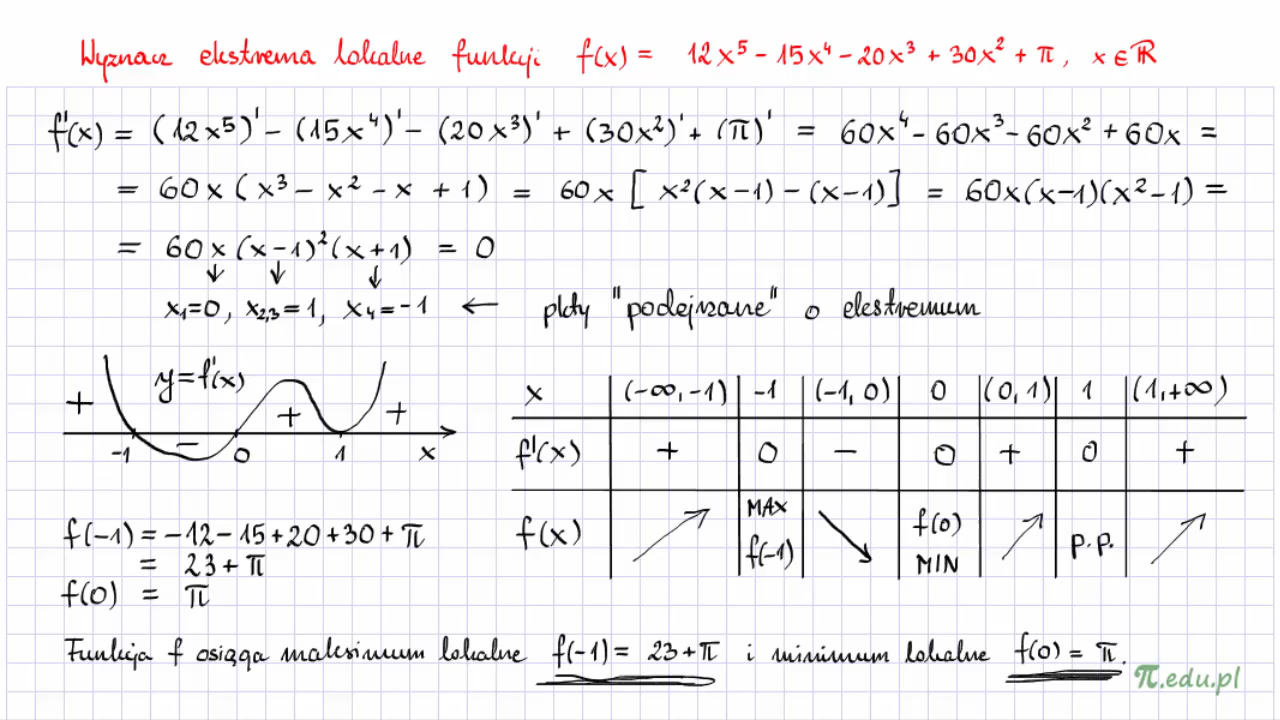 Wyznacz ekstrema lokalne funkcji f(x) = 12x⁵ - 15x⁴ - 20x³ + 30x² + π, x ∈ ℝ
f'(x) = (12x⁵)' - (15x⁴)' - (20x³)' + (30x²)' + (π)' = 60x⁴ - 60x³ - 60x² + 60x =
= 60x(x³ - x² - x + 1) = 60x[x²(x-1) - (x-1)] = 60x(x-1)(x²-1) =
= 60x(x-1)²(x+1) = 0
↓ ↓ ↓
x₁=0, x₂,₃=1, x₄=-1 ← pkty "podejrzane" o ekstremum
y=f'(x)
+ - + +
-1 0 1 x
x (-∞,-1) -1 (-1,0) 0 (0,1) 1 (1,+∞)
f'(x) + 0 - 0 + 0 +
f(x) ↗ MAX f(-1) ↘ f(0) MIN ↗ p.p. ↗
f(-1) = -12-15+20+30+π
= 23+π
f(0) = π
Funkcja f osiąga maksimum lokalne f(-1) = 23+π i minimum lokalne f(0) = π.
π.edu.pl